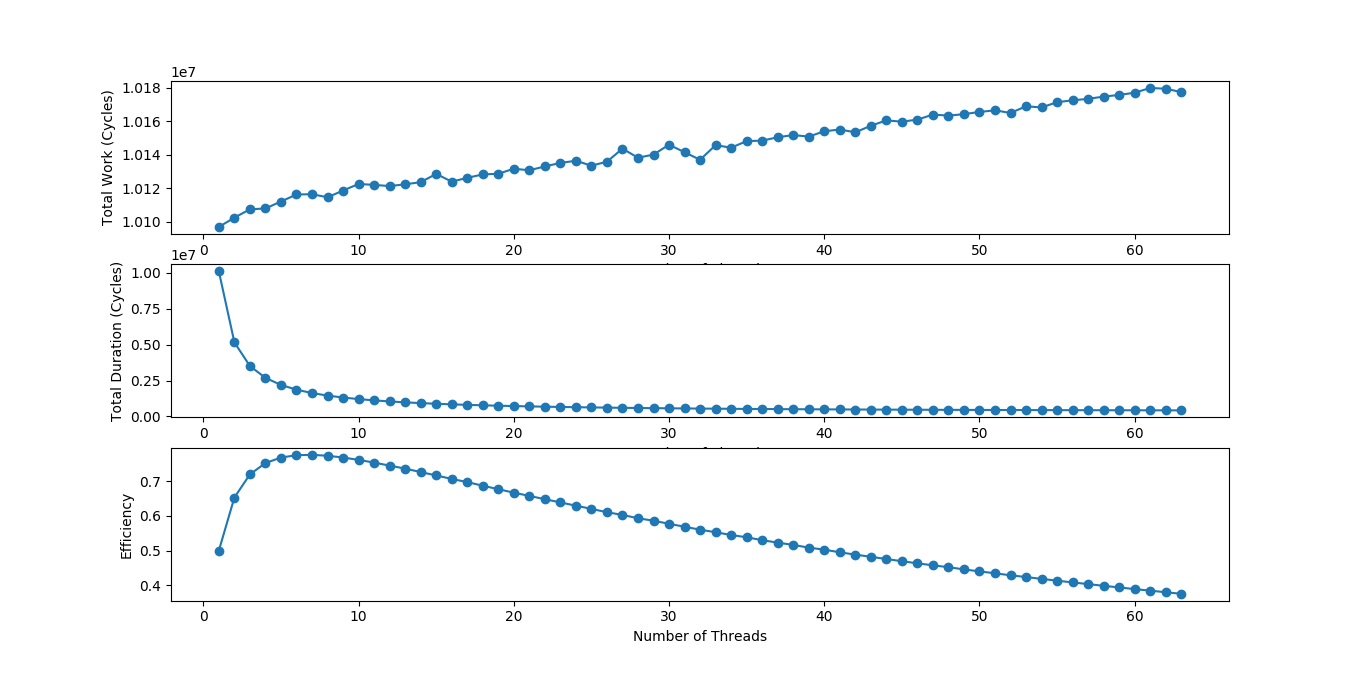 1e7
Total Work (Cycles)
1.018
1.016
1.014
1.012
1.010
0 10 20 30 40 50 60
1e7
Total Duration (Cycles)
1.00
0.75
0.50
0.25
0.00
0 10 20 30 40 50 60
Efficiency
0.7
0.6
0.5
0.4
0 10 20 30 40 50 60
Number of Threads